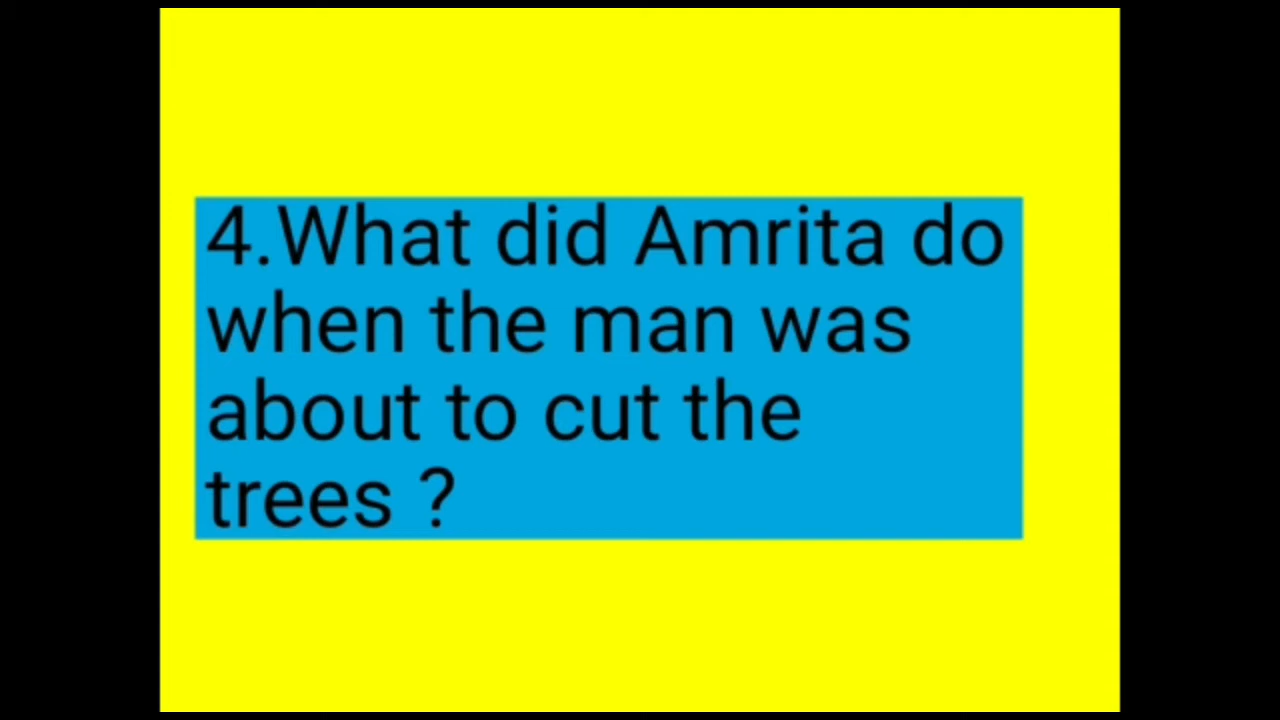 4.What did Amrita do
when the man was
about to cut the
trees ?